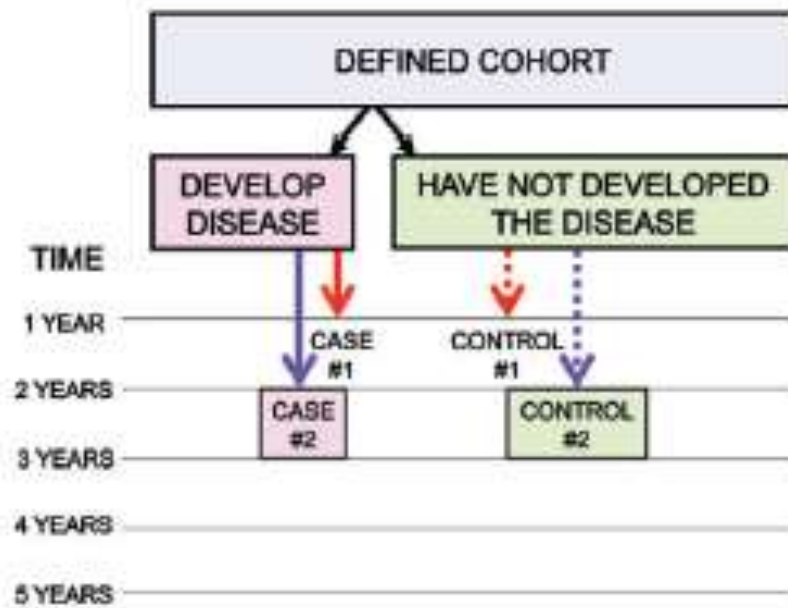 DEFINED COHORT
DEVELOP
DISEASE
HAVE NOT DEVELOPED
THE DISEASE
TIME
1 YEAR
CASE
#1
CONTROL
#1
2 YEARS
CASE
#2
CONTROL
#2
3 YEARS
4 YEARS
5 YEARS